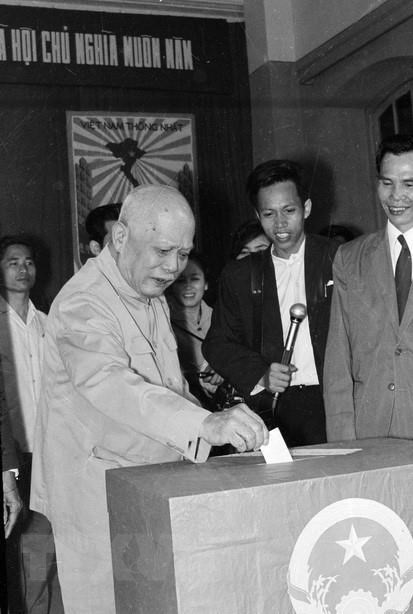 Ã HỘI CHỦ NGHĨA MUÔN NĂM
VIỆT NAM THỐNG NHẤT